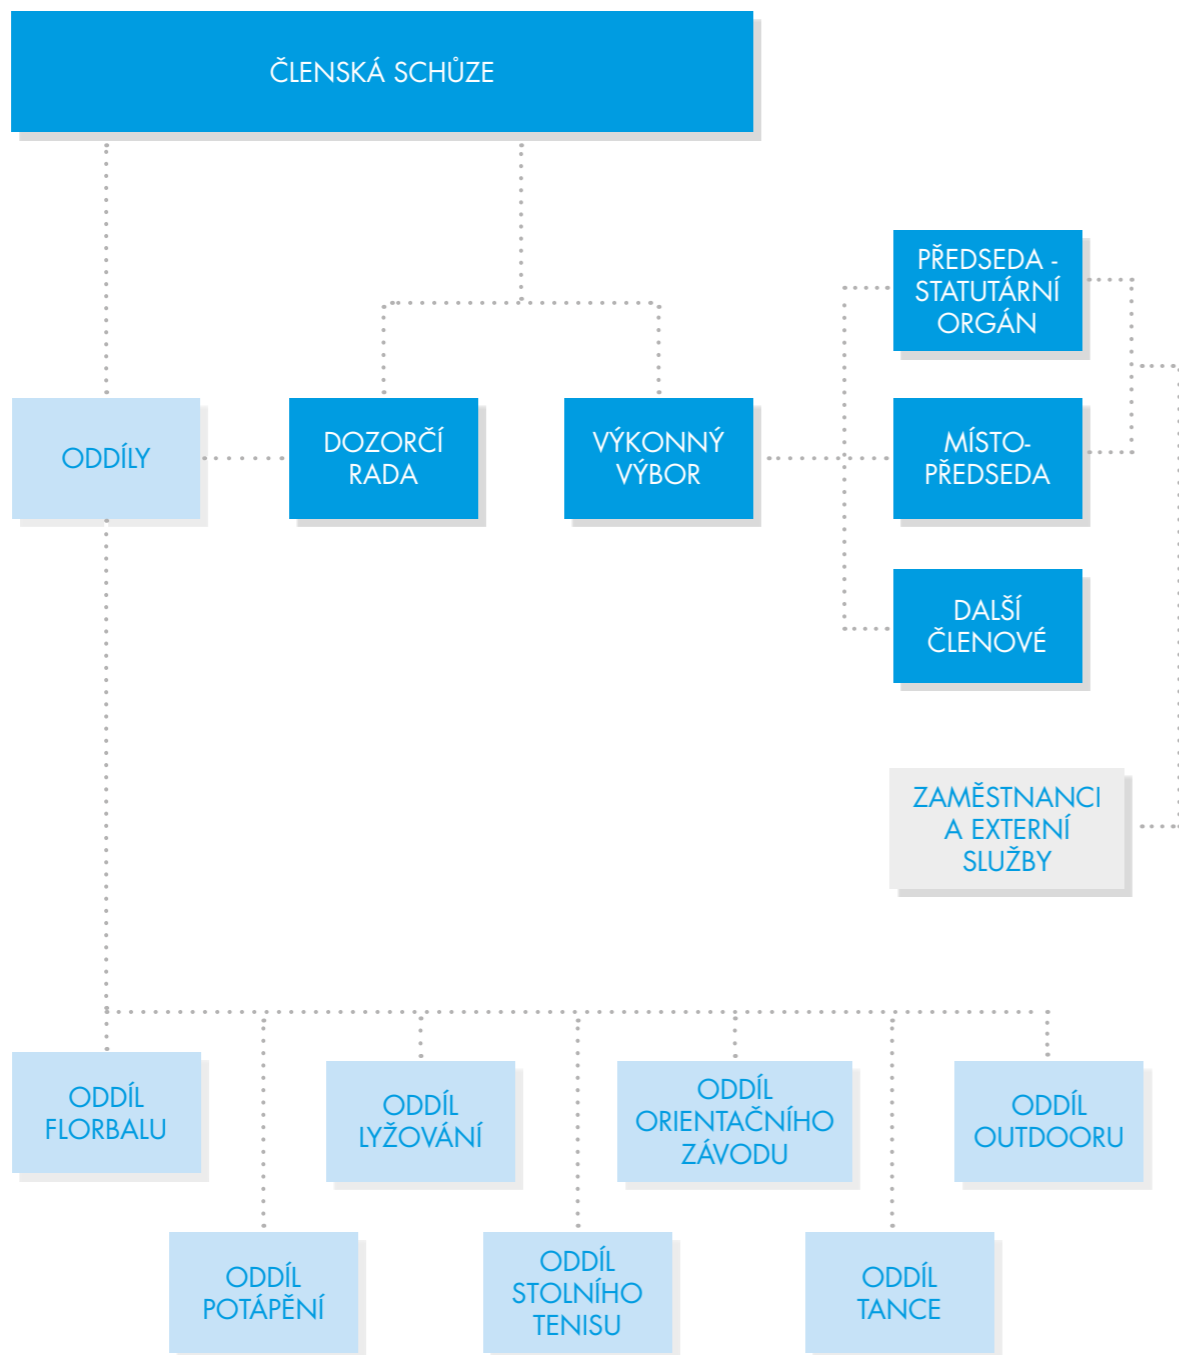 ČLENSKÁ SCHŮZE
PŘEDSEDA -
STATUTÁRNÍ
ORGÁN
ODDÍLY
DOZORČÍ
RADA
VÝKONNÝ
VÝBOR
MÍSTO-
PŘEDSEDA
DALŠÍ
ČLENOVÉ
ZAMĚSTNANCI
A EXTERNÍ
SLUŽBY
ODDÍL
FLORBALU
ODDÍL
LYŽOVÁNÍ
ODDÍL
ORIENTAČNÍHO
ZÁVODU
ODDÍL
OUTDOORU
ODDÍL
POTÁPĚNÍ
ODDÍL
STOLNÍHO
TENISU
ODDÍL
TANCE